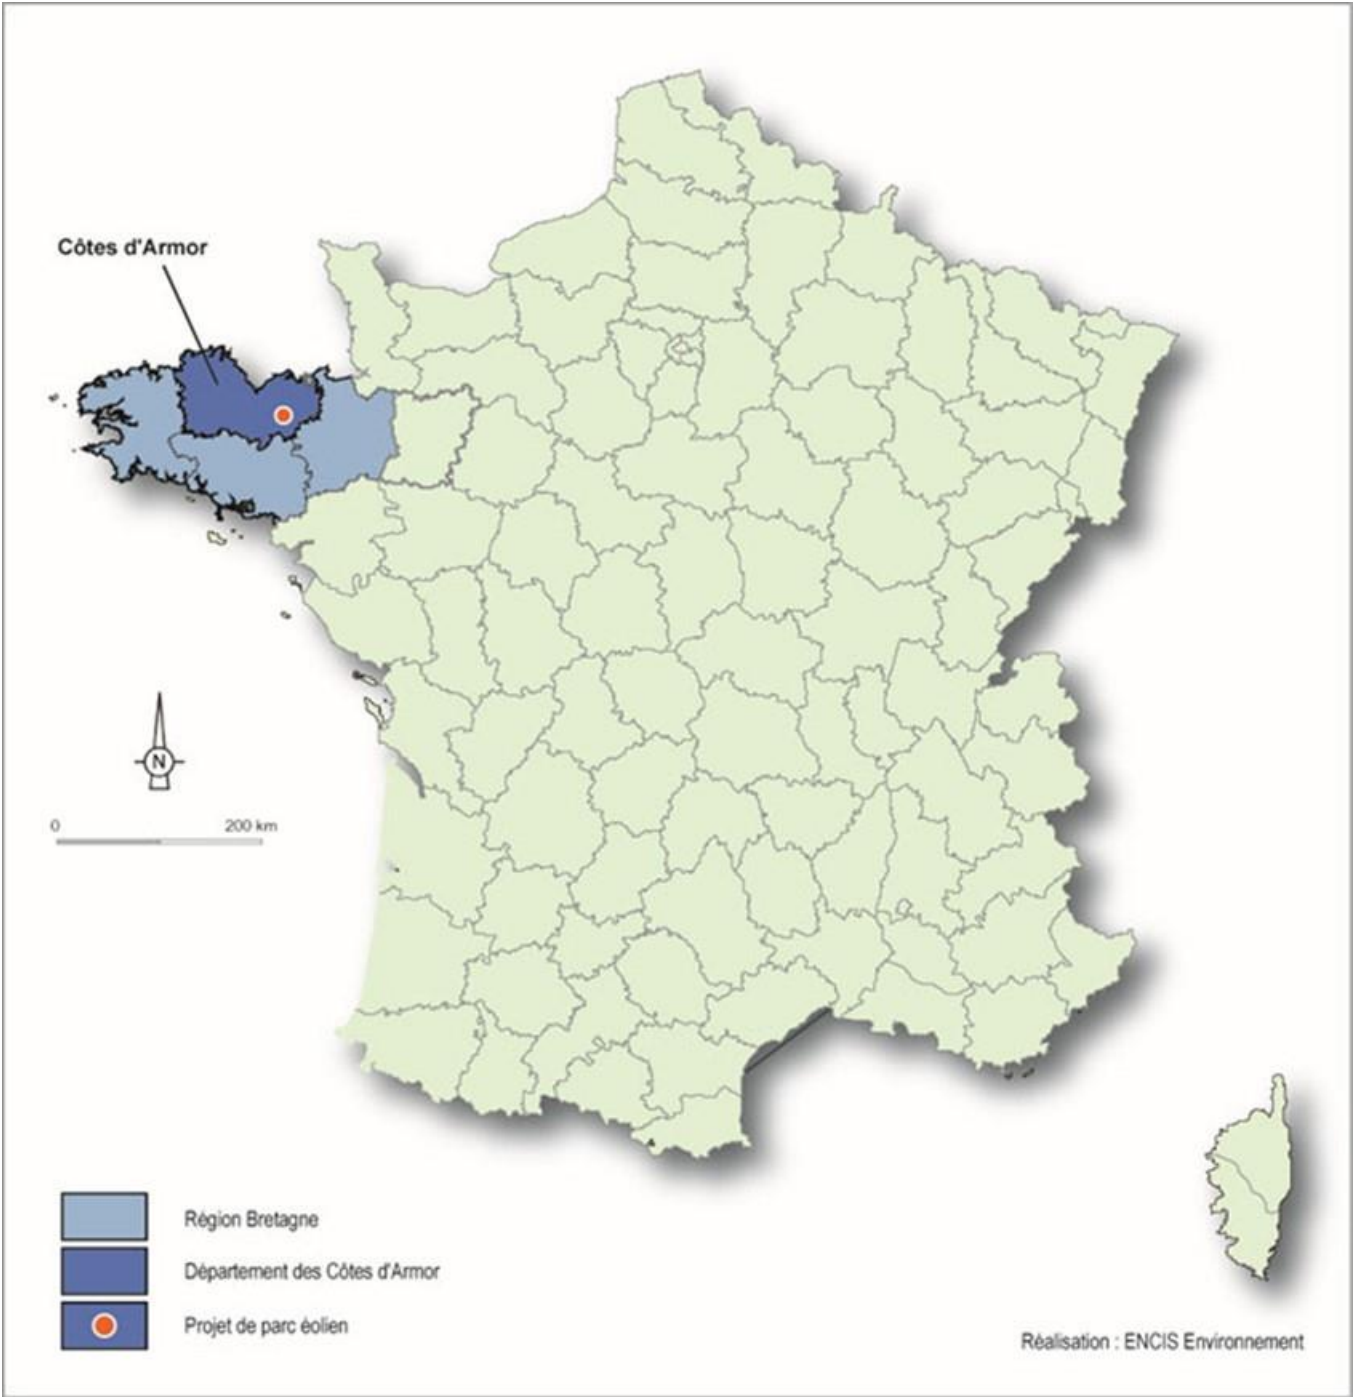 Côtes d'Armor
N
0 200 km
Région Bretagne
Département des Côtes d'Armor
Projet de parc éolien
Réalisation : ENCIS Environnement